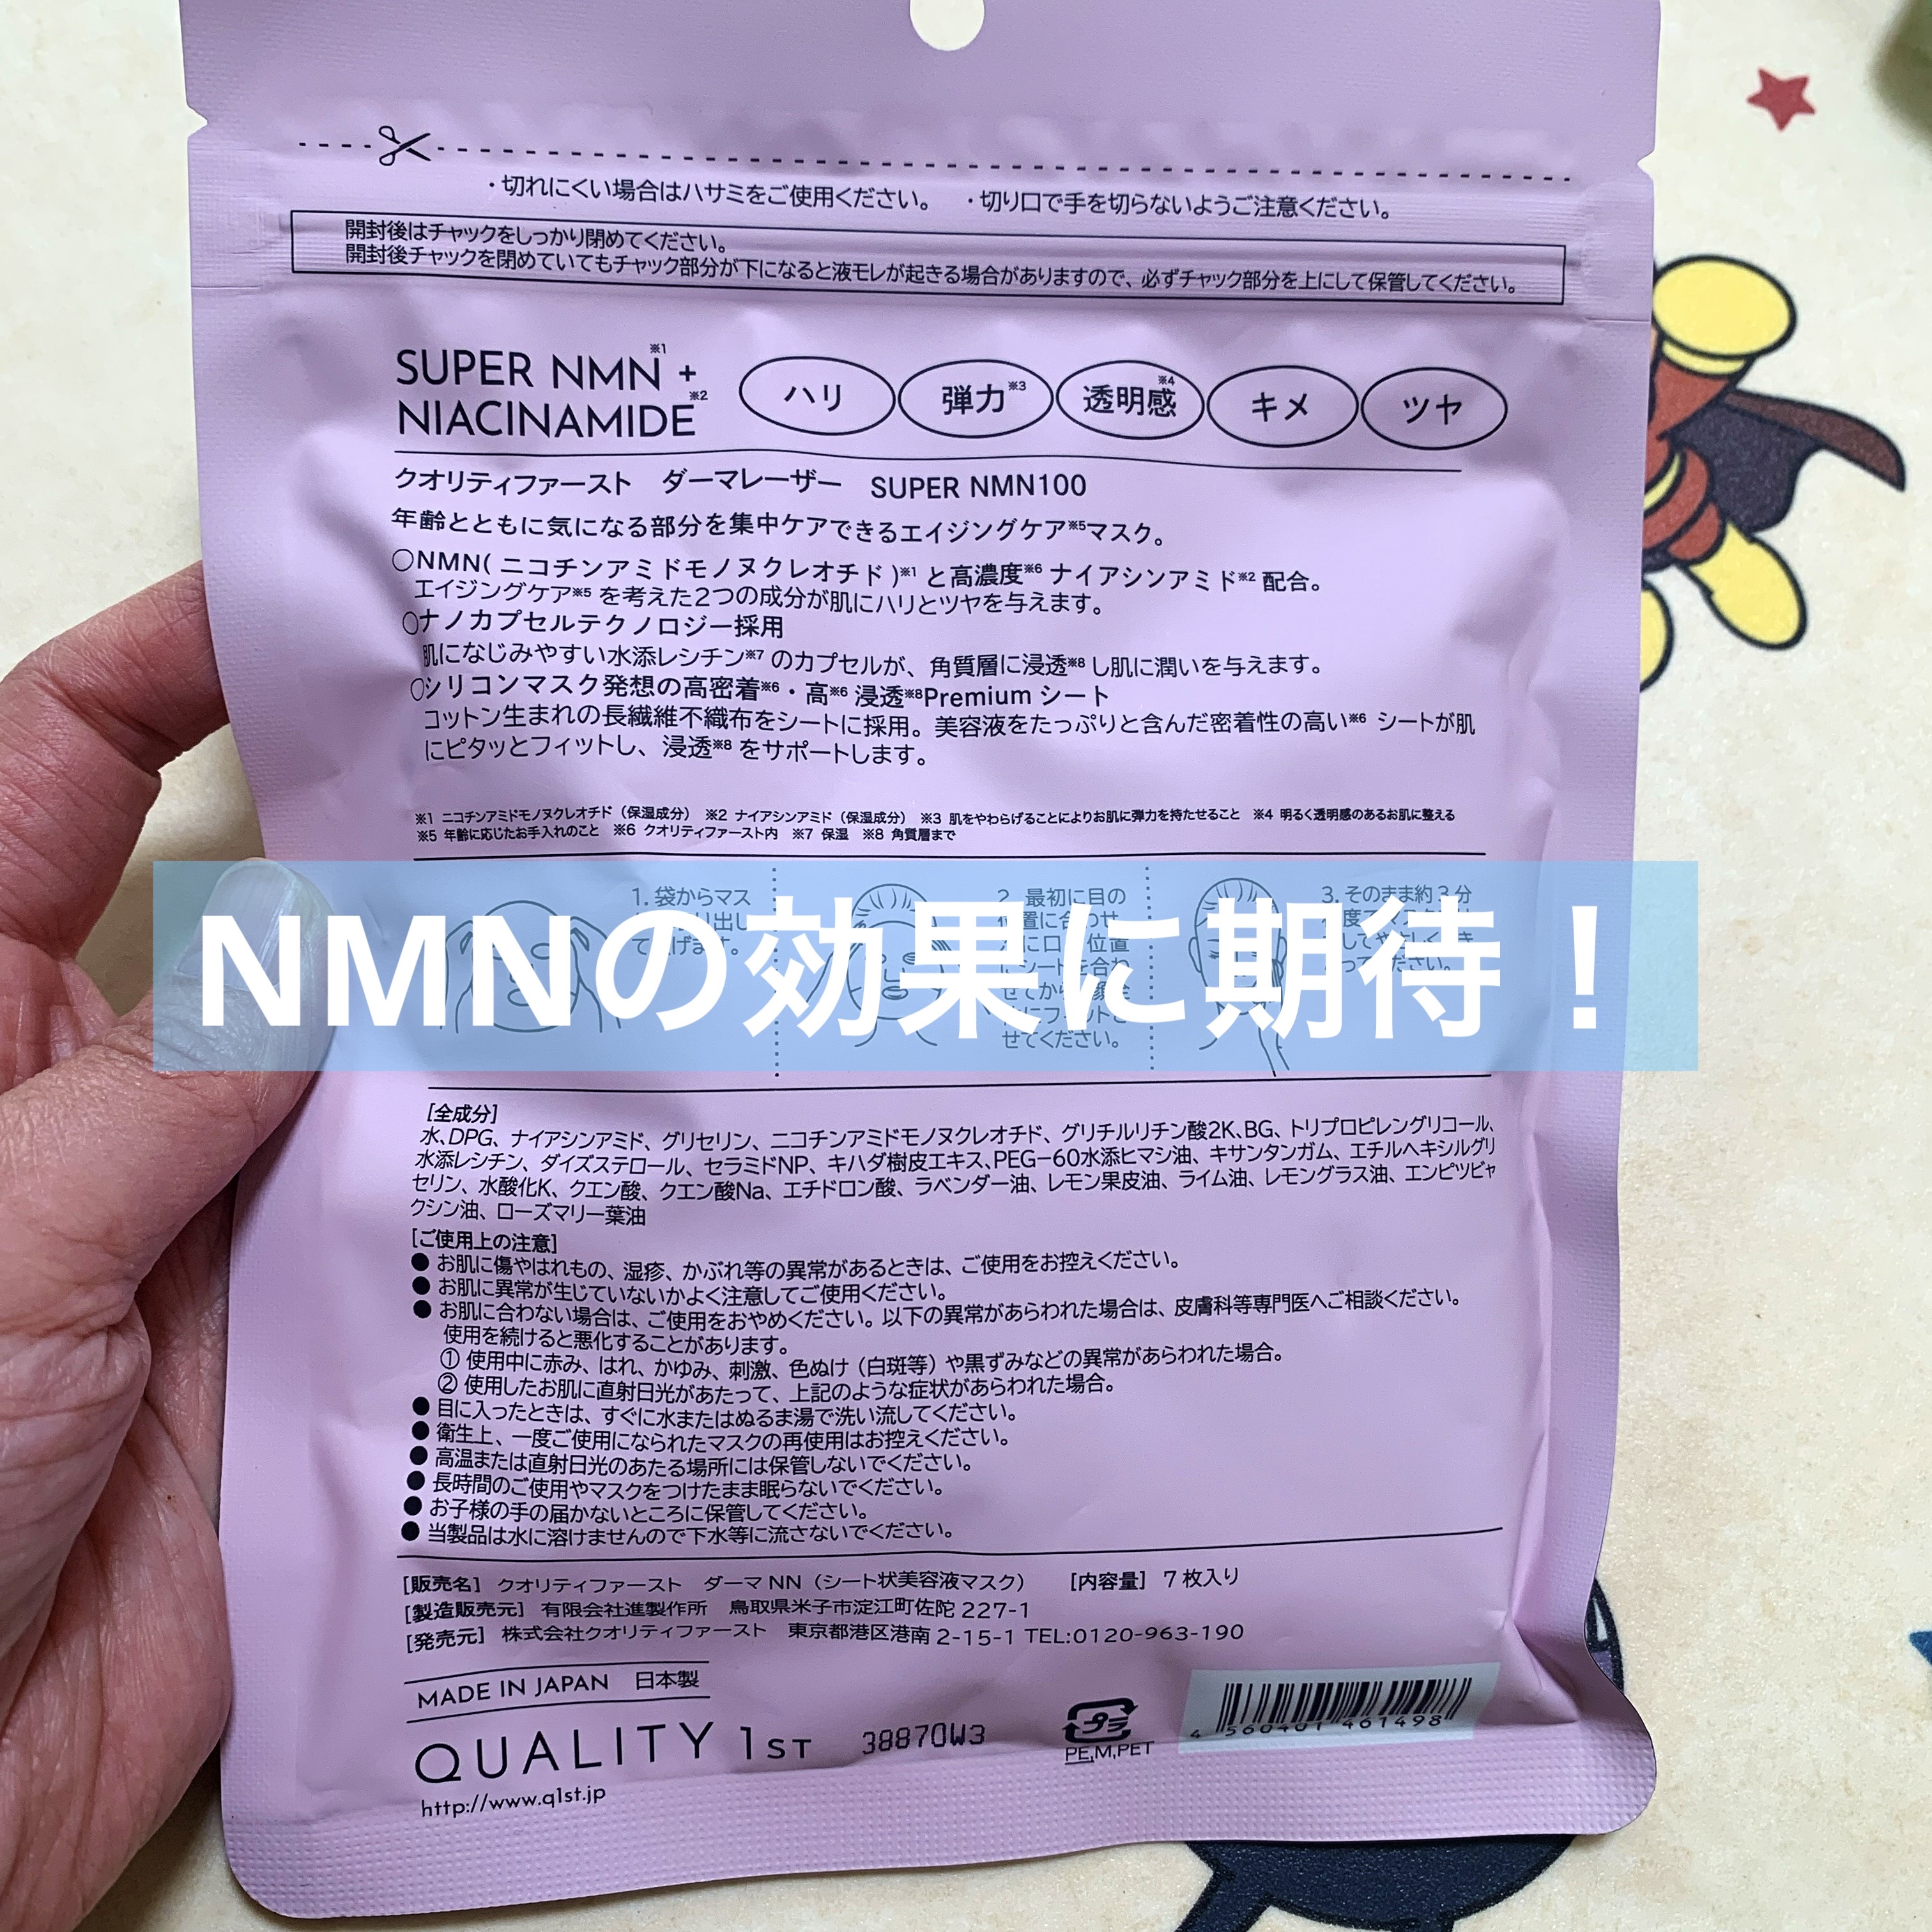 ・切れにくい場合はハサミをご使用ください。 ・切り口で手を切らないようご注意ください。
開封後はチャックをしっかり閉めてください。
開封後チャックを閉めていてもチャック部分が下になると液モレが起きる場合がありますので、必ずチャック部分を上にして保管してください。
SUPER NMN※1 +
NIACINAMIDE※2
ハリ 弾力※3 透明感※4 キメ ツヤ
クオリティファースト ダーマレーザー SUPER NMN100
年齢とともに気になる部分を集中ケアできるエイジングケア※5マスク。
○NMN( ニコチンアミドモノヌクレオチド )※1 と高濃度※6 ナイアシンアミド※2 配合。
エイジングケア※5 を考えた2つの成分が肌にハリとツヤを与えます。
○ナノカプセルテクノロジー採用
肌になじみやすい水添レシチン※7 のカプセルが、角質層に浸透※8 し肌に潤いを与えます。
○シリコンマスク発想の高密着※6・高※6 浸透※8Premium シート
コットン生まれの長繊維不織布をシートに採用。美容液をたっぷりと含んだ密着性の高い※6 シートが肌
にピタッとフィットし、浸透※8 をサポートします。
※1 ニコチンアミドモノヌクレオチド（保湿成分） ※2 ナイアシンアミド（保湿成分） ※3 肌をやわらげることによりお肌に弾力を持たせること ※4 明るく透明感のあるお肌に整える
※5 年齢に応じたお手入れのこと ※6 クオリティファースト内 ※7 保湿 ※8 角質層まで
1. 袋からマス
2. 最初に目の
3. そのまま約3分
せてください。
NMNの効果に期待！
[全成分]
水、DPG、ナイアシンアミド、グリセリン、ニコチンアミドモノヌクレオチド、グリチルリチン酸2K、BG、トリプロピレングリコール、
水添レシチン、ダイズステロール、セラミドNP、キハダ樹皮エキス、PEG-60水添ヒマシ油、キサンタンガム、エチルヘキシルグリ
セリン、水酸化K、クエン酸、クエン酸Na、エチドロン酸、ラベンダー油、レモン果皮油、ライム油、レモングラス油、エンピツビャ
クシン油、ローズマリー葉油
[ご使用上の注意]
● お肌に傷やはれもの、湿疹、かぶれ等の異常があるときは、ご使用をお控えください。
● お肌に異常が生じていないかよく注意してご使用ください。
● お肌に合わない場合は、ご使用をおやめください。以下の異常があらわれた場合は、皮膚科等専門医へご相談ください。
使用を続けると悪化することがあります。
① 使用中に赤み、はれ、かゆみ、刺激、色ぬけ（白斑等）や黒ずみなどの異常があらわれた場合。
② 使用したお肌に直射日光があたって、上記のような症状があらわれた場合。
● 目に入ったときは、すぐに水またはぬるま湯で洗い流してください。
● 衛生上、一度ご使用になられたマスクの再使用はお控えください。
● 高温または直射日光のあたる場所には保管しないでください。
● 長時間のご使用やマスクをつけたまま眠らないでください。
● お子様の手の届かないところに保管してください。
● 当製品は水に溶けませんので下水等に流さないでください。
[販売名] クオリティファースト ダーマ NN（シート状美容液マスク） [内容量] 7 枚入り
[製造販売元] 有限会社進製作所 鳥取県米子市淀江町佐陀 227-1
[発売元] 株式会社クオリティファースト 東京都港区港南 2-15-1 TEL:0120-963-190
MADE IN JAPAN 日本製
QUALITY 1ST
38870W3
プラ
PE,M,PET
4 560401 461498
http://www.q1st.jp